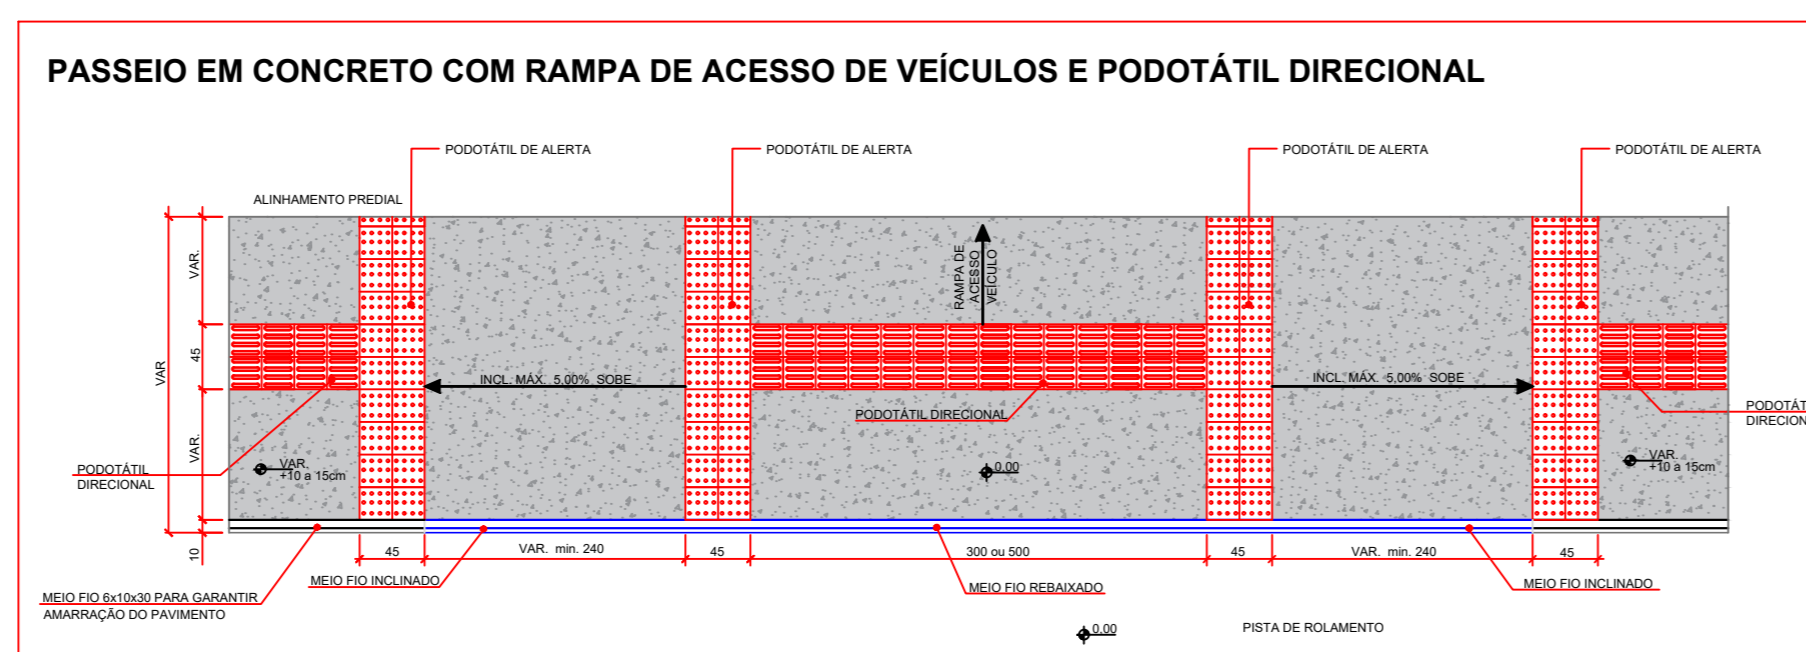 PASSEIO EM CONCRETO COM RAMPA DE ACESSO DE VEÍCULOS E PODOTÁTIL DIRECIONAL
PODOTÁTIL DE ALERTA
PODOTÁTIL DE ALERTA
PODOTÁTIL DE ALERTA
PODOTÁTIL DE ALERTA
ALINHAMENTO PREDIAL
VAR
VAR.
45
VAR.
10
RAMPA DE
ACESSO
VEÍCULO
INCL. MÁX. 5,00% SOBE
INCL. MÁX. 5,00% SOBE
PODOTÁTIL DIRECIONAL
PODOTÁT
DIRECION
PODOTÁTIL
DIRECIONAL
VAR.
+10 a 15cm
0.00
VAR.
+10 a 15cm
45
VAR. min. 240
45
300 ou 500
45
VAR. min. 240
45
MEIO FIO INCLINADO
MEIO FIO REBAIXADO
MEIO FIO INCLINADO
MEIO FIO 6x10x30 PARA GARANTIR
AMARRAÇÃO DO PAVIMENTO
0.00
PISTA DE ROLAMENTO